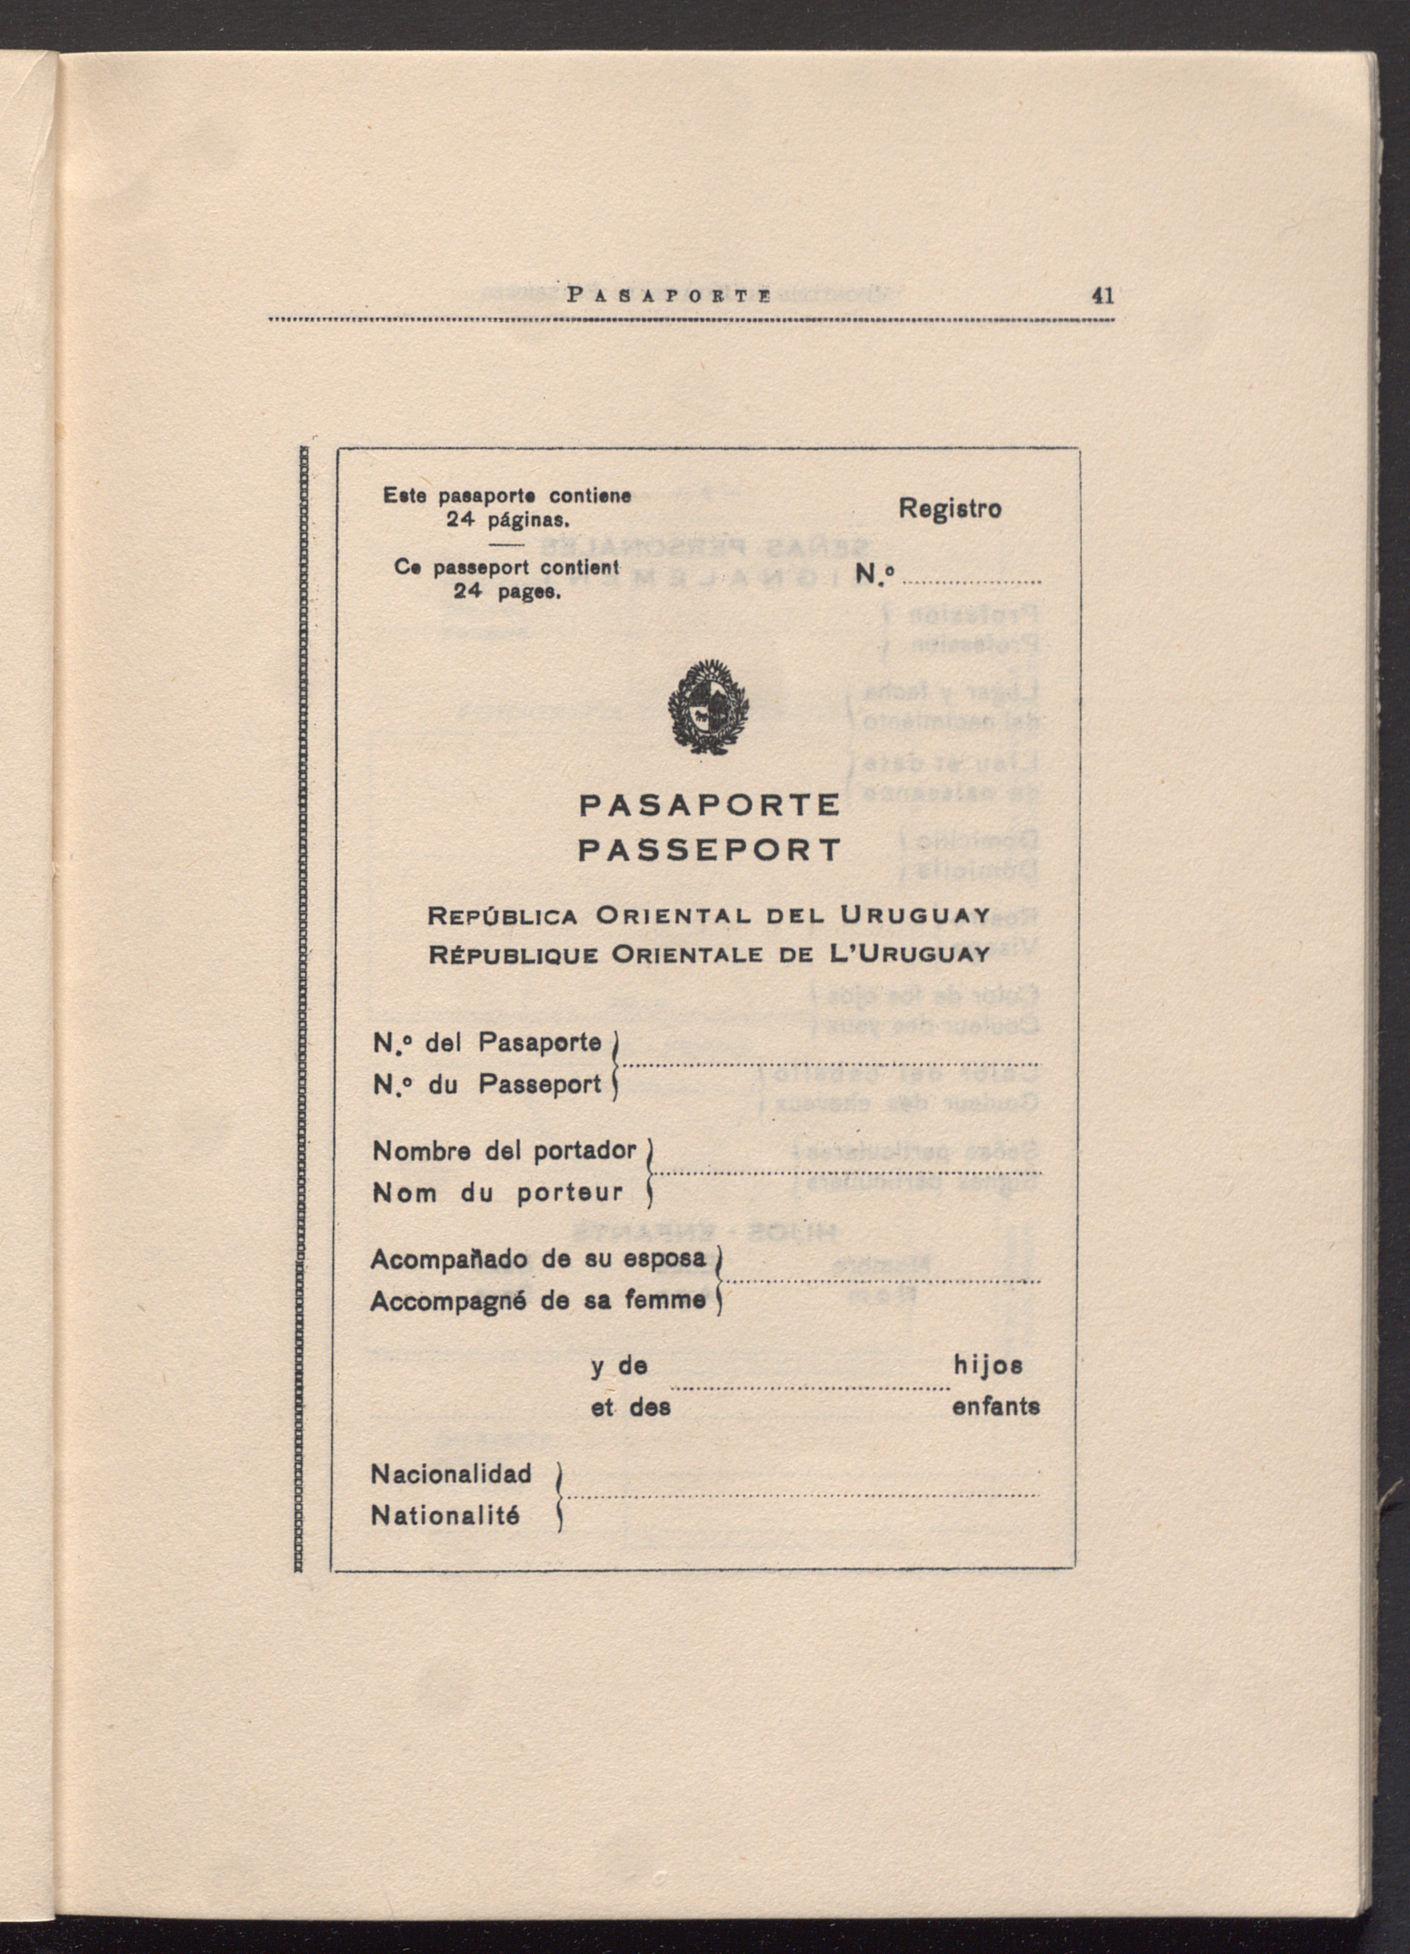 PASAPORTE 41
Este pasaporte contiene
24 páginas.
Registro
Ce passeport contient
24 pages.
N.º
PASAPORTE
PASSEPORT
REPÚBLICA ORIENTAL DEL URUGUAY
RÉPUBLIQUE ORIENTALE DE L'URUGUAY
N.º del Pasaporte
N.º du Passeport
Nombre del portador
Nom du porteur
Acompañado de su esposa
Accompagné de sa femme
y de hijos
et des enfants
Nacionalidad
Nationalité